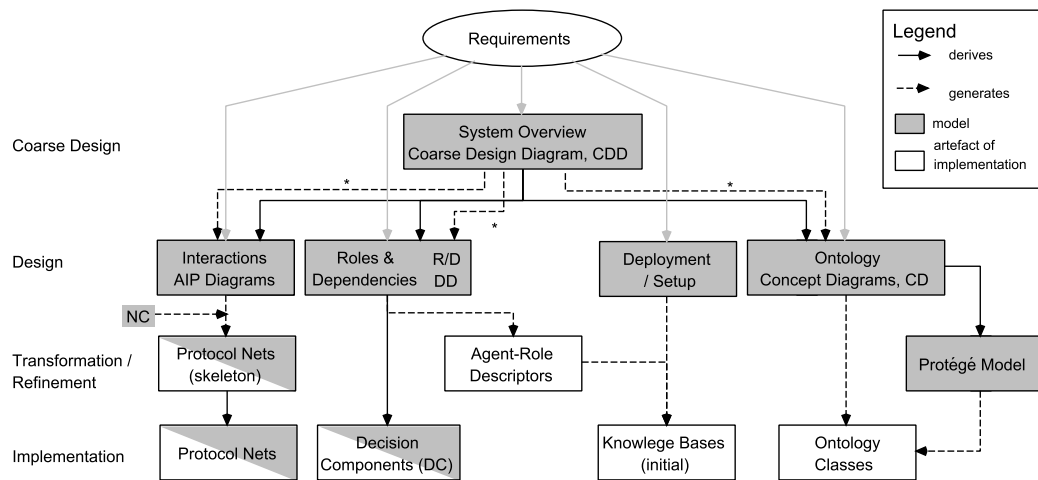 Requirements
Legend
derives
generates
model
artefact of
implementation
Coarse Design
System Overview
Coarse Design Diagram, CDD
*
*
*
Design
Interactions
AIP Diagrams
Roles & R/D
Dependencies DD
Deployment
/ Setup
Ontology
Concept Diagrams, CD
NC
Transformation /
Refinement
Protocol Nets
(skeleton)
Agent-Role
Descriptors
Protégé Model
Implementation
Protocol Nets
Decision
Components (DC)
Knowlege Bases
(initial)
Ontology
Classes